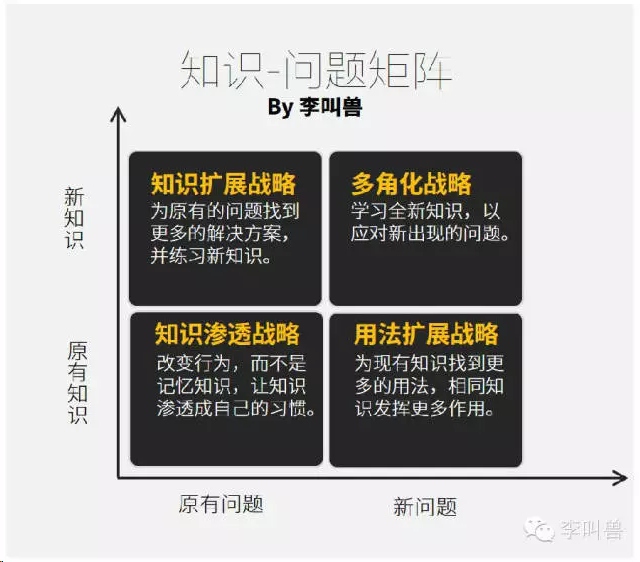 知识-问题矩阵
By 李叫兽
新知识
知识扩展战略
为原有的问题找到
更多的解决方案，
并练习新知识。
多角化战略
学习全新知识，以
应对新出现的问题。
原有知识
知识渗透战略
改变行为，而不是
记忆知识，让知识
渗透成自己的习惯。
用法扩展战略
为现有知识找到更
多的用法，相同知
识发挥更多作用。
原有问题
新问题
李叫兽